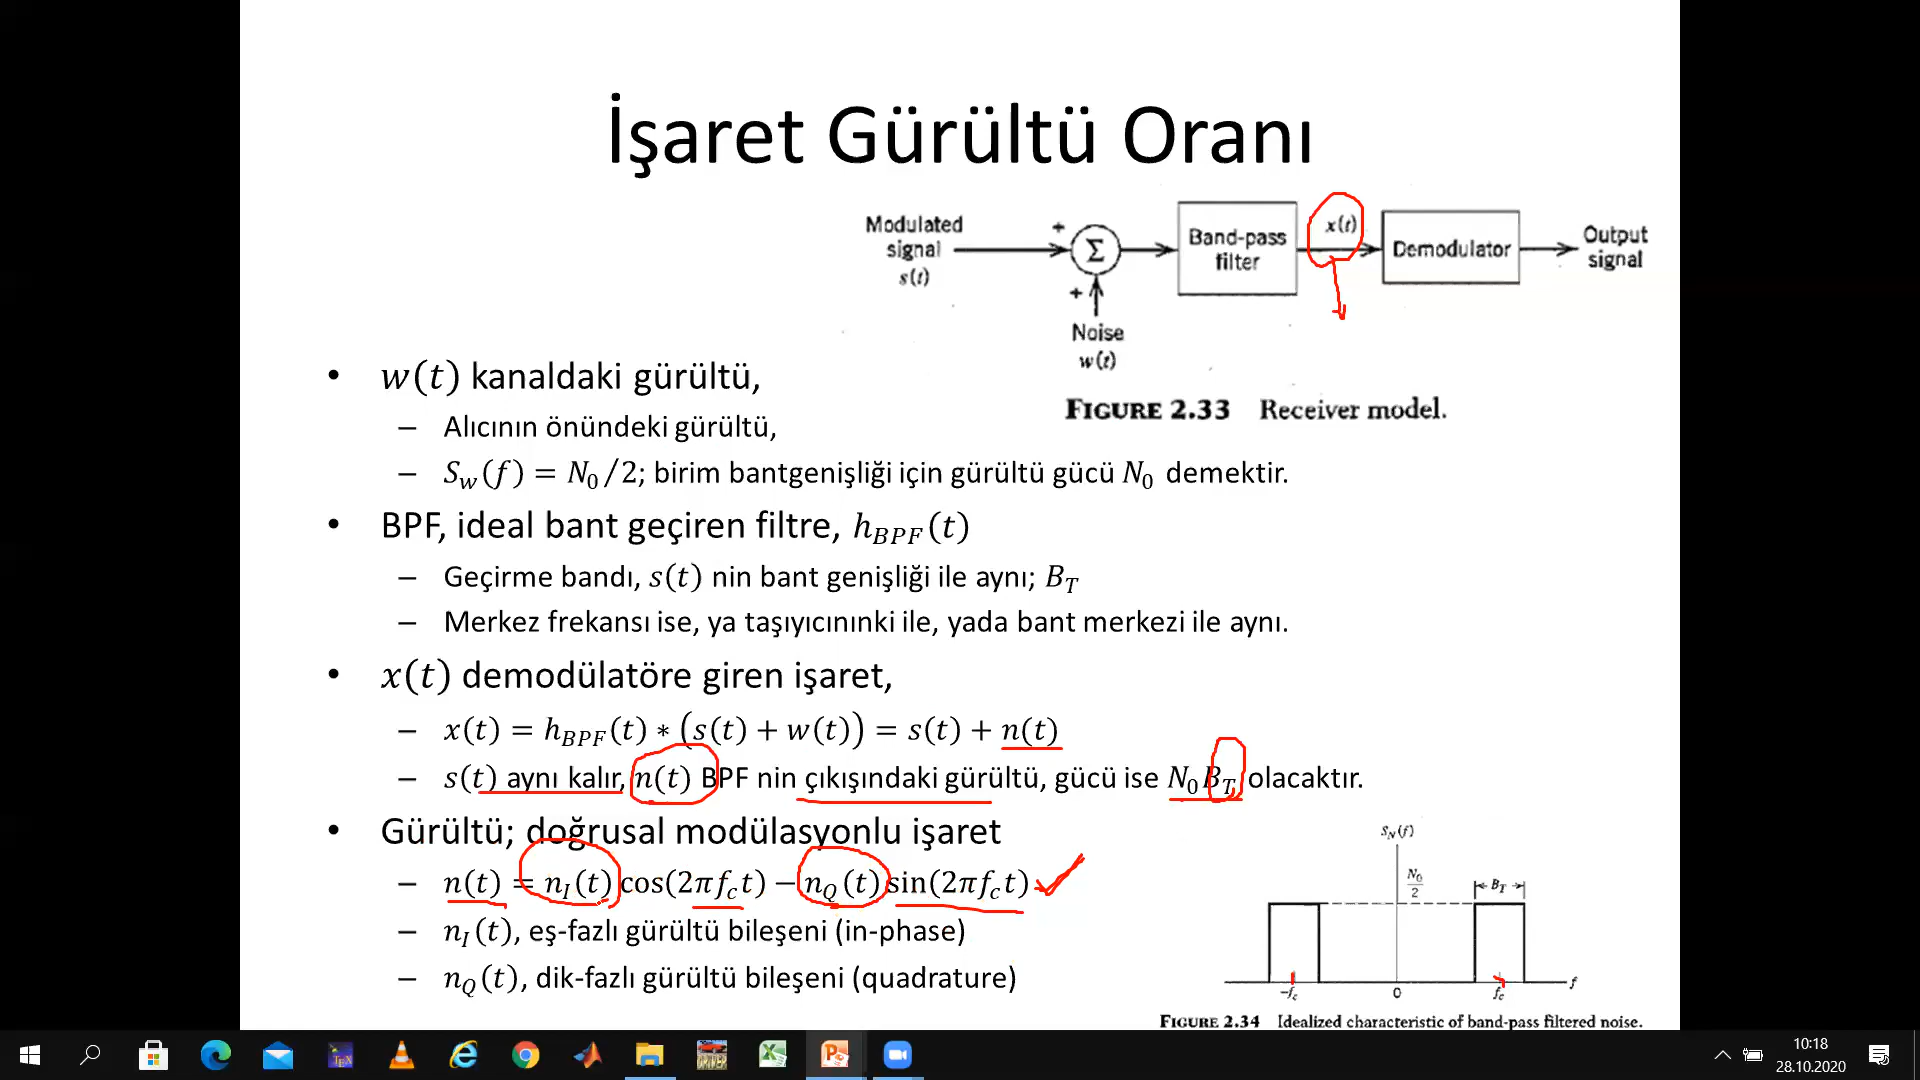 İşaret Gürültü Oranı
Modulated
signal
s(t)
+
Σ
+
Noise
w(t)
Band-pass
filter
x(t)
Demodulator
Output
signal
FIGURE 2.33 Receiver model.
• w(t) kanaldaki gürültü,
– Alıcının önündeki gürültü,
– S_w(f) = N_0/2; birim bantgenişliği için gürültü gücü N_0 demektir.
• BPF, ideal bant geçiren filtre, h_BPF(t)
– Geçirme bandı, s(t) nin bant genişliği ile aynı; B_T
– Merkez frekansı ise, ya taşıyıcınınki ile, yada bant merkezi ile aynı.
• x(t) demodülatöre giren işaret,
– x(t) = h_BPF(t) ∗ (s(t) + w(t)) = s(t) + n(t)
– s(t) aynı kalır, n(t) BPF nin çıkışındaki gürültü, gücü ise N_0B_T olacaktır.
• Gürültü; doğrusal modülasyonlu işaret
– n(t) = n_I(t) cos(2πf_ct) − n_Q(t) sin(2πf_ct)
– n_I(t), eş-fazlı gürültü bileşeni (in-phase)
– n_Q(t), dik-fazlı gürültü bileşeni (quadrature)
S_N(f)
N_0/2
B_T
−f_c
0
f_c
f
FIGURE 2.34 Idealized characteristic of band-pass filtered noise.
10:18
28.10.2020